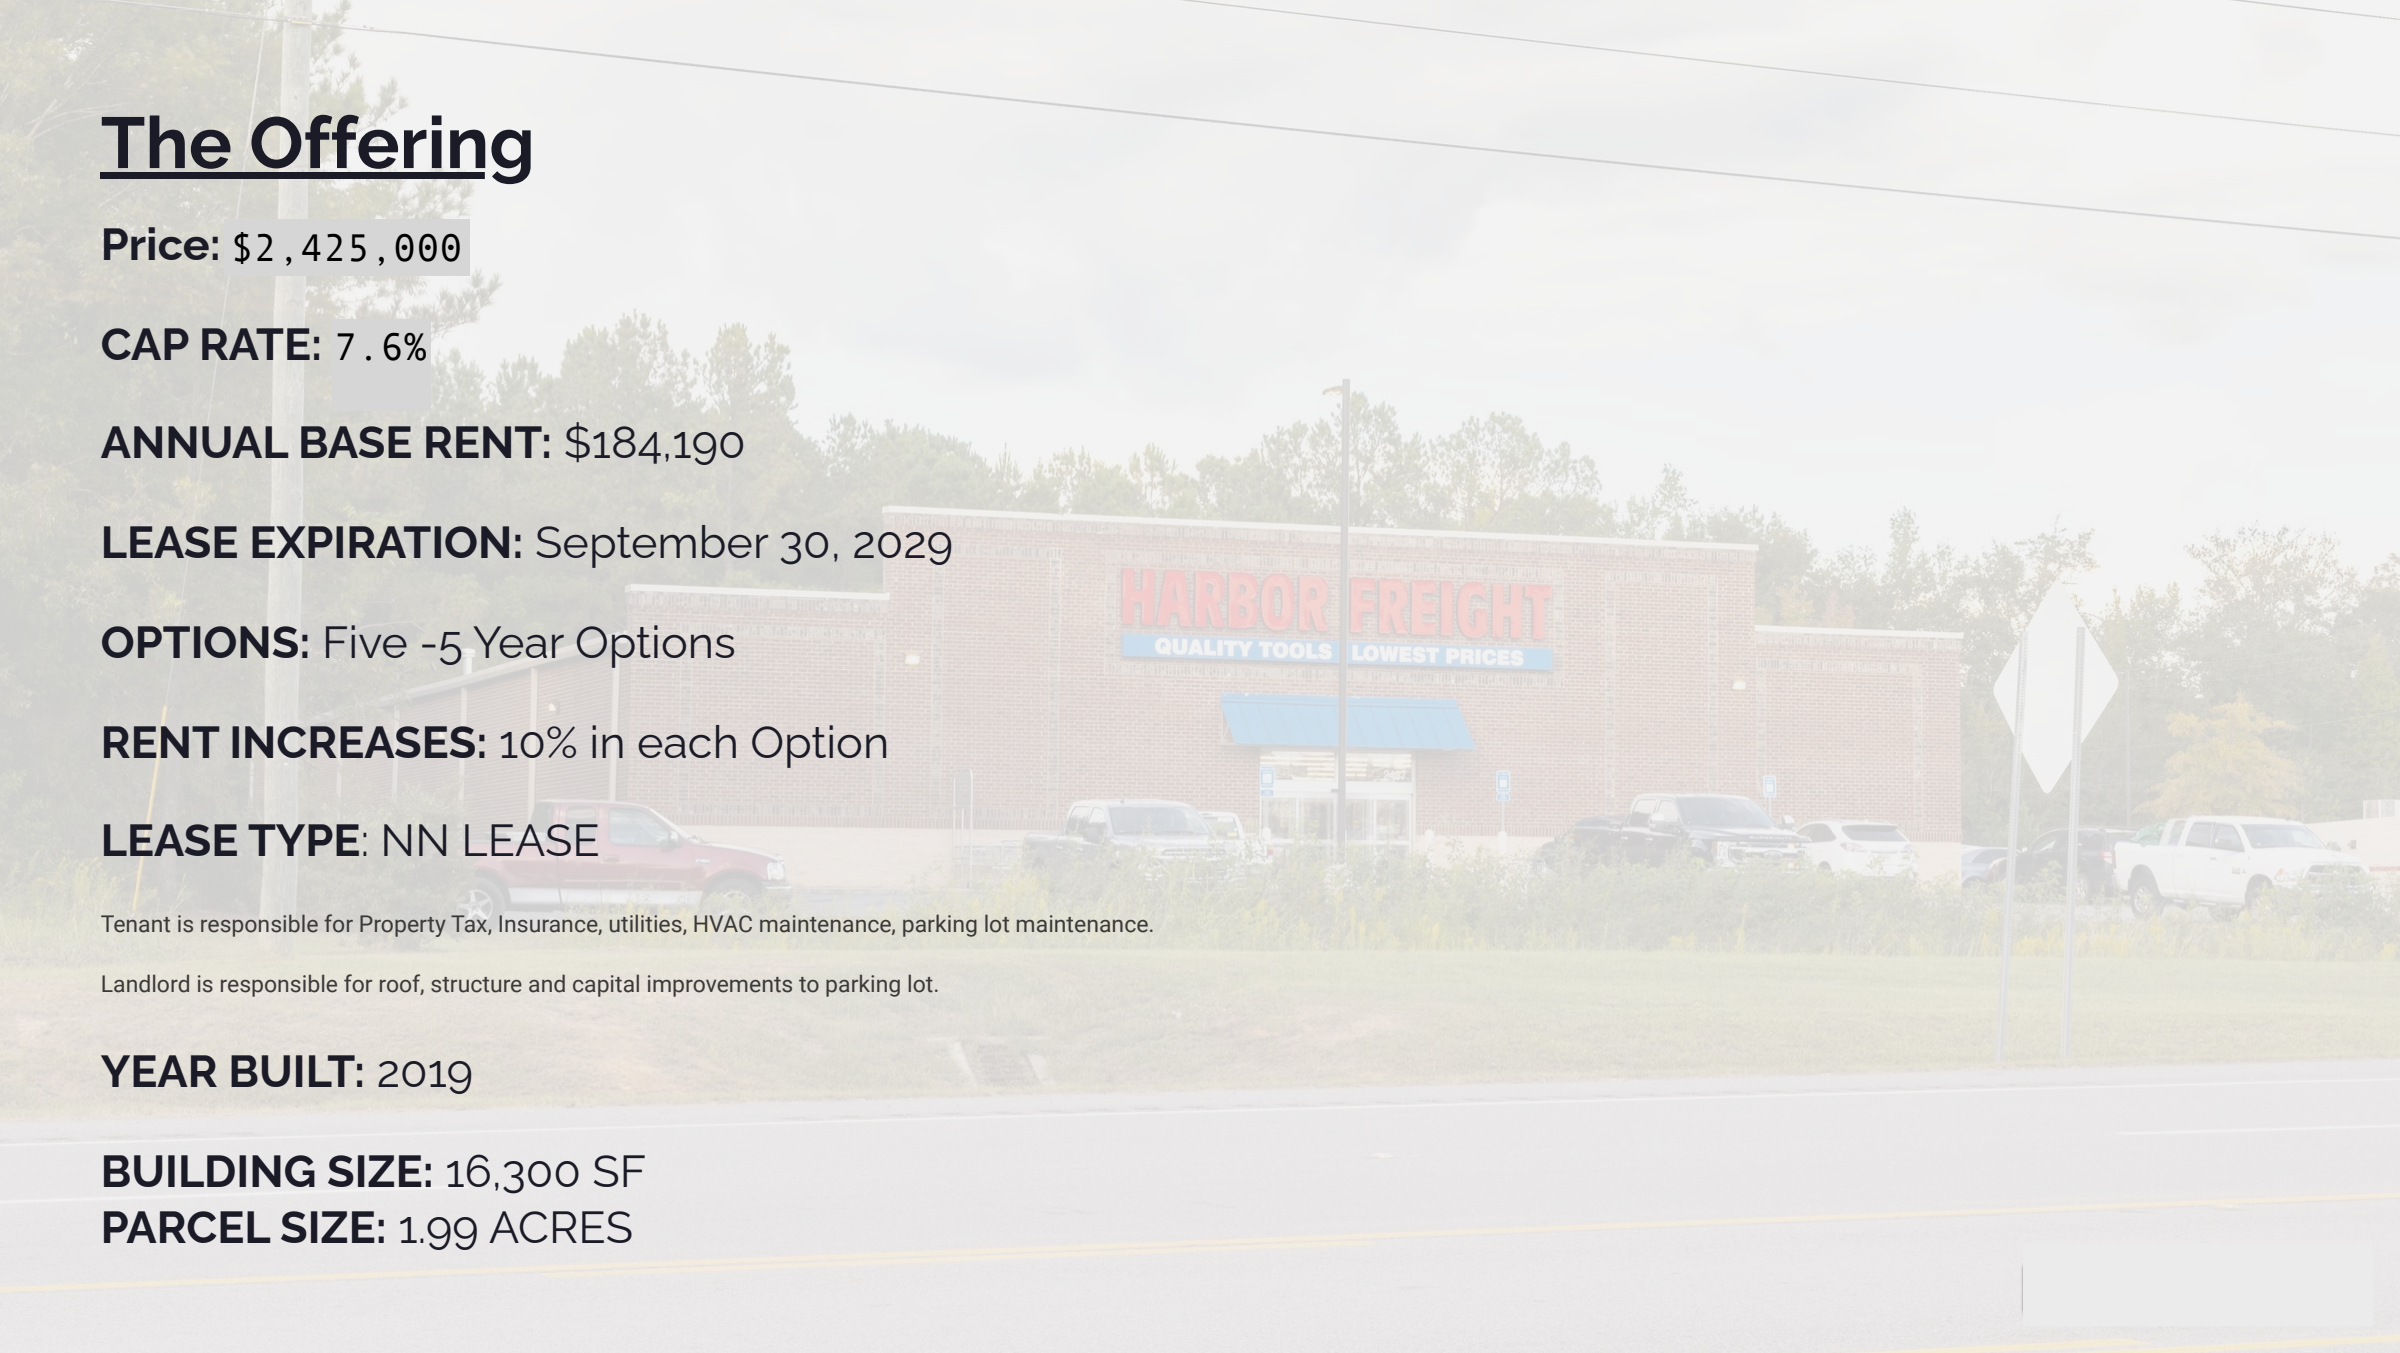 The Offering
Price: $2,425,000
CAP RATE: 7.6%
ANNUAL BASE RENT: $184,190
LEASE EXPIRATION: September 30, 2029
OPTIONS: Five -5 Year Options
HARBOR FREIGHT
QUALITY TOOLS LOWEST PRICES
RENT INCREASES: 10% in each Option
LEASE TYPE: NN LEASE
Tenant is responsible for Property Tax, Insurance, utilities, HVAC maintenance, parking lot maintenance.
Landlord is responsible for roof, structure and capital improvements to parking lot.
YEAR BUILT: 2019
BUILDING SIZE: 16,300 SF
PARCEL SIZE: 1.99 ACRES